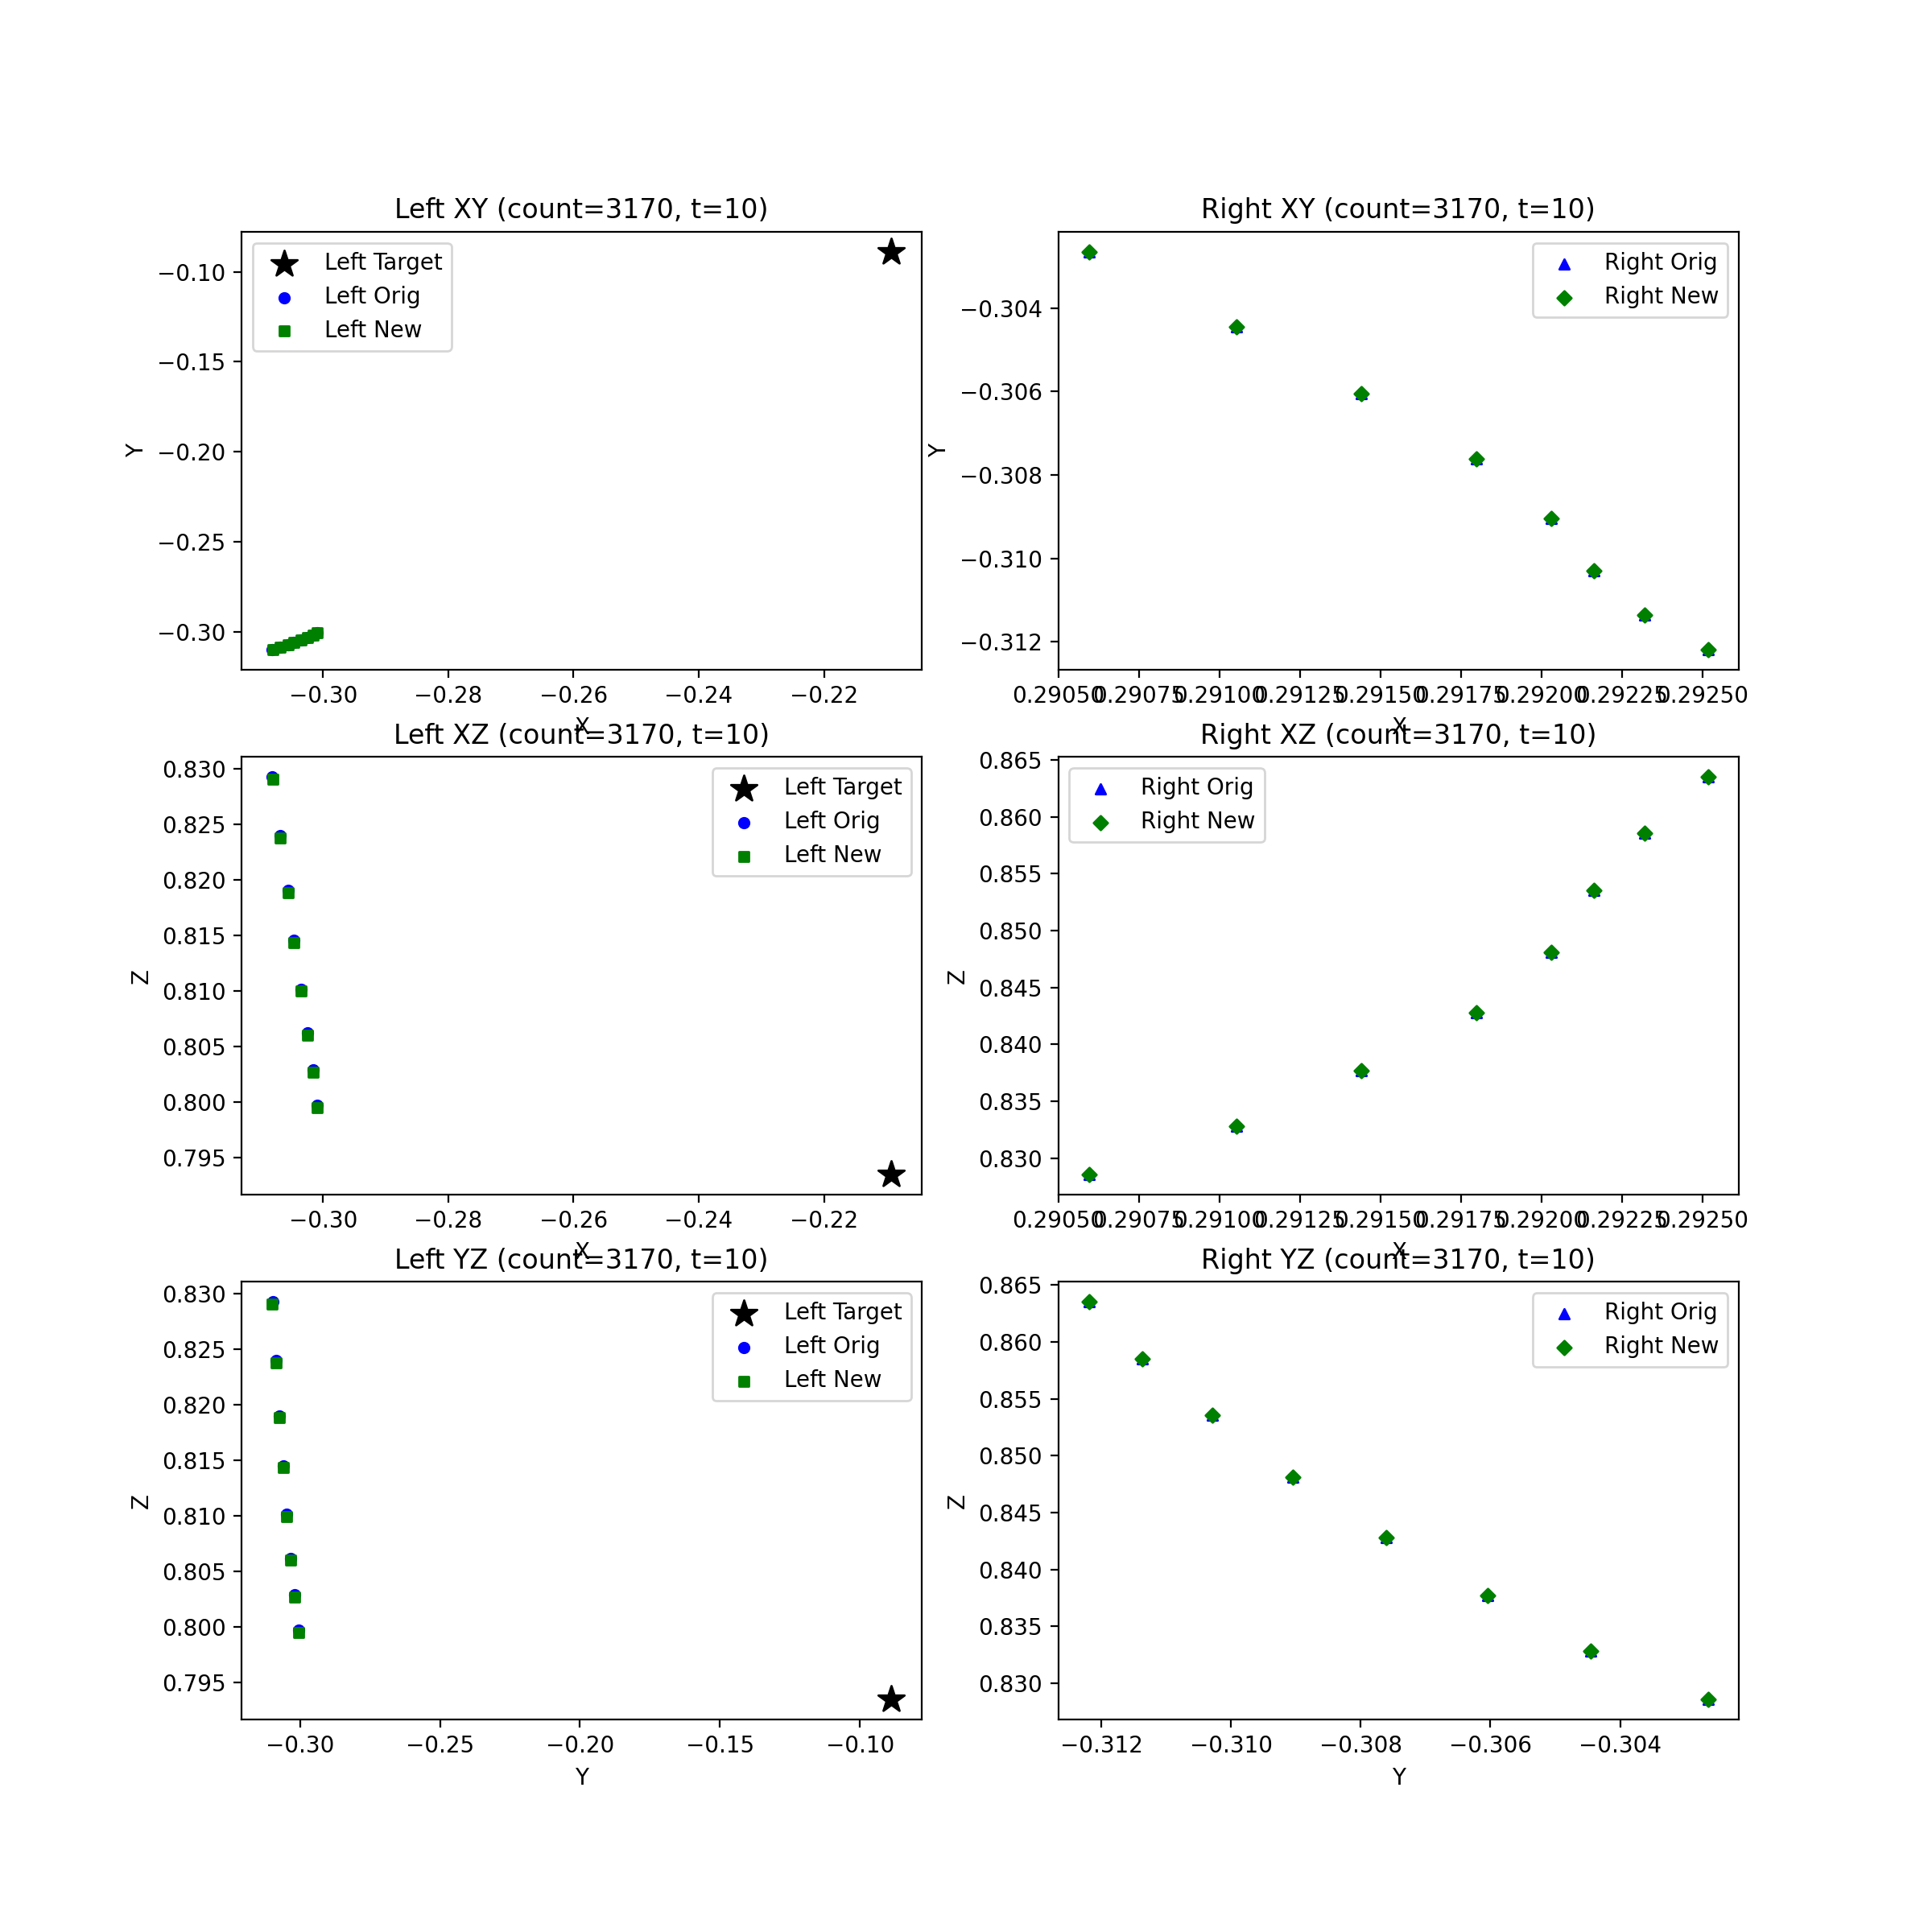 Left XY (count=3170, t=10)
Left Target
Left Orig
Left New
−0.10
−0.15
−0.20
−0.25
−0.30
Y
−0.30
−0.28
−0.26
−0.24
−0.22
X
Right XY (count=3170, t=10)
Right Orig
Right New
−0.304
−0.306
−0.308
−0.310
−0.312
Y
0.29050
0.29075
0.29100
0.29125
0.29150
0.29175
0.29200
0.29225
0.29250
X
Left XZ (count=3170, t=10)
Left Target
Left Orig
Left New
0.830
0.825
0.820
0.815
0.810
0.805
0.800
0.795
Z
−0.30
−0.28
−0.26
−0.24
−0.22
X
Right XZ (count=3170, t=10)
Right Orig
Right New
0.865
0.860
0.855
0.850
0.845
0.840
0.835
0.830
Z
0.29050
0.29075
0.29100
0.29125
0.29150
0.29175
0.29200
0.29225
0.29250
X
Left YZ (count=3170, t=10)
Left Target
Left Orig
Left New
0.830
0.825
0.820
0.815
0.810
0.805
0.800
0.795
Z
−0.30
−0.25
−0.20
−0.15
−0.10
Y
Right YZ (count=3170, t=10)
Right Orig
Right New
0.865
0.860
0.855
0.850
0.845
0.840
0.835
0.830
Z
−0.312
−0.310
−0.308
−0.306
−0.304
Y